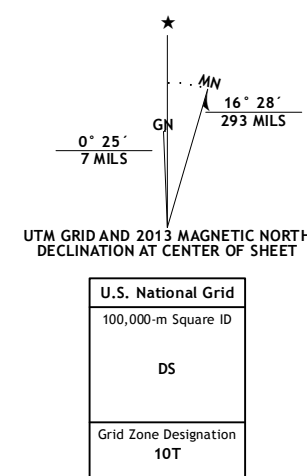 ★
MN
16° 28´
293 MILS
GN
0° 25´
7 MILS
UTM GRID AND 2013 MAGNETIC NORTH
DECLINATION AT CENTER OF SHEET
U.S. National Grid
100,000-m Square ID
DS
Grid Zone Designation
10T